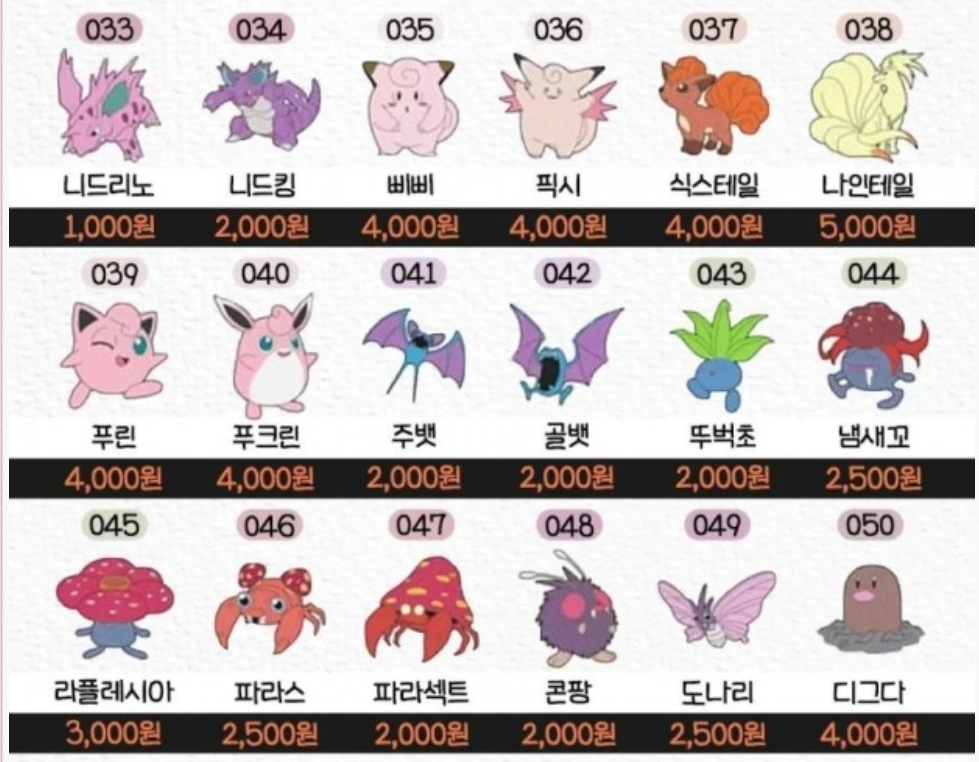 033 034 035 036 037 038
니드리노 니드킹 삐삐 픽시 식스테일 나인테일
1,000원 2,000원 4,000원 4,000원 4,000원 5,000원
039 040 041 042 043 044
푸린 푸크린 주뱃 골뱃 뚜벅초 냄새꼬
4,000원 4,000원 2,000원 2,000원 2,000원 2,500원
045 046 047 048 049 050
라플레시아 파라스 파라섹트 콘팡 도나리 디그다
3,000원 2,500원 2,000원 2,000원 2,500원 4,000원